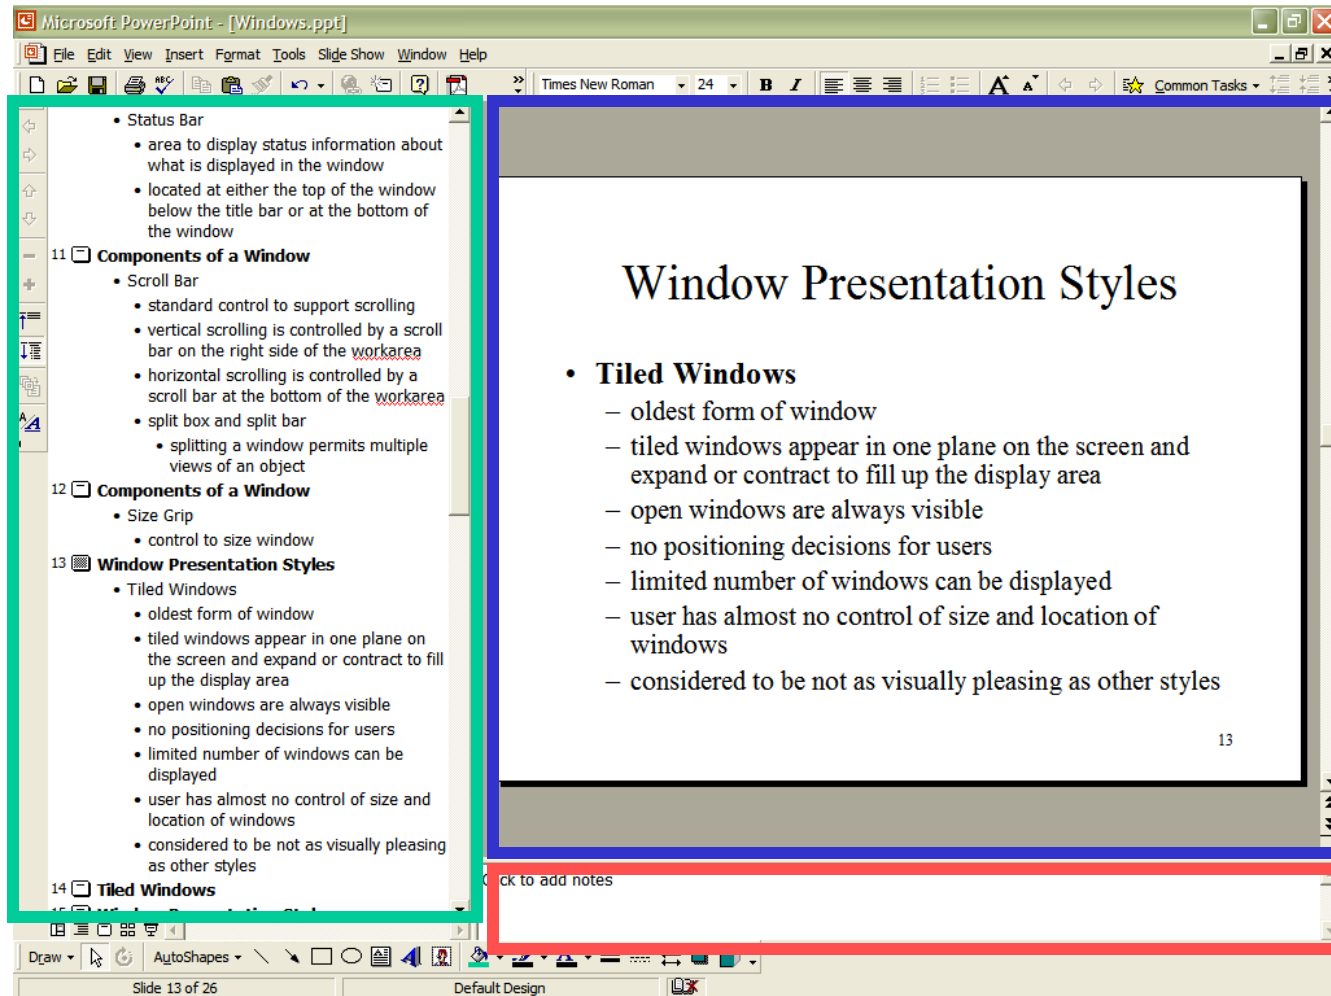 Microsoft PowerPoint - [Windows.ppt]
File Edit View Insert Format Tools Slide Show Window Help
Times New Roman 24 B I Common Tasks
• Status Bar
• area to display status information about
what is displayed in the window
• located at either the top of the window
below the title bar or at the bottom of
the window
11 Components of a Window
• Scroll Bar
• standard control to support scrolling
• vertical scrolling is controlled by a scroll
bar on the right side of the workarea
• horizontal scrolling is controlled by a
scroll bar at the bottom of the workarea
• split box and split bar
• splitting a window permits multiple
views of an object
12 Components of a Window
• Size Grip
• control to size window
13 Window Presentation Styles
• Tiled Windows
• oldest form of window
• tiled windows appear in one plane on
the screen and expand or contract to fill
up the display area
• open windows are always visible
• no positioning decisions for users
• limited number of windows can be
displayed
• user has almost no control of size and
location of windows
• considered to be not as visually pleasing
as other styles
14 Tiled Windows
Window Presentation Styles
• Tiled Windows
– oldest form of window
– tiled windows appear in one plane on the screen and
expand or contract to fill up the display area
– open windows are always visible
– no positioning decisions for users
– limited number of windows can be displayed
– user has almost no control of size and location of
windows
– considered to be not as visually pleasing as other styles
13
to add notes
Draw AutoShapes
Slide 13 of 26 Default Design